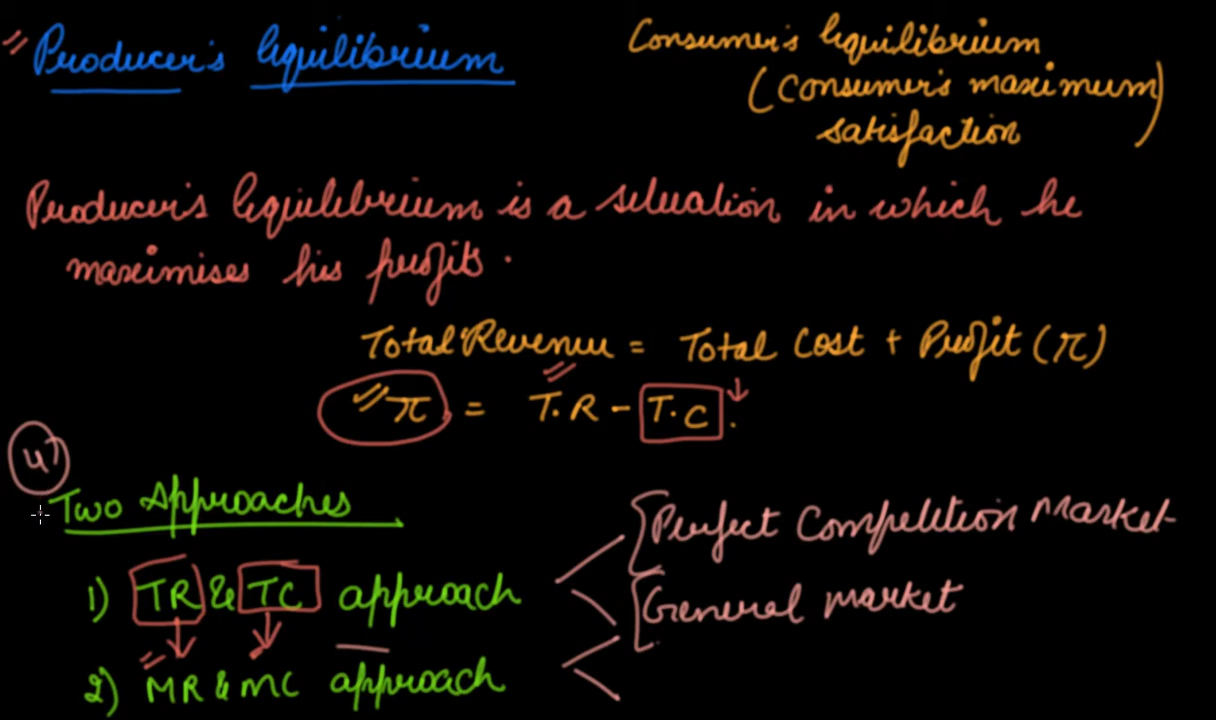 Producer's Equilibrium
Consumer's Equilibrium
(Consumer's maximum)
satisfaction
Producer's Equilibrium is a situation in which he
maximises his profits.
Total Revenue = Total Cost + Profit (π)
π = T.R - T.C.
4)
Two Approaches
1) TR & TC approach
Perfect Competition Market
General market
2) MR & MC approach